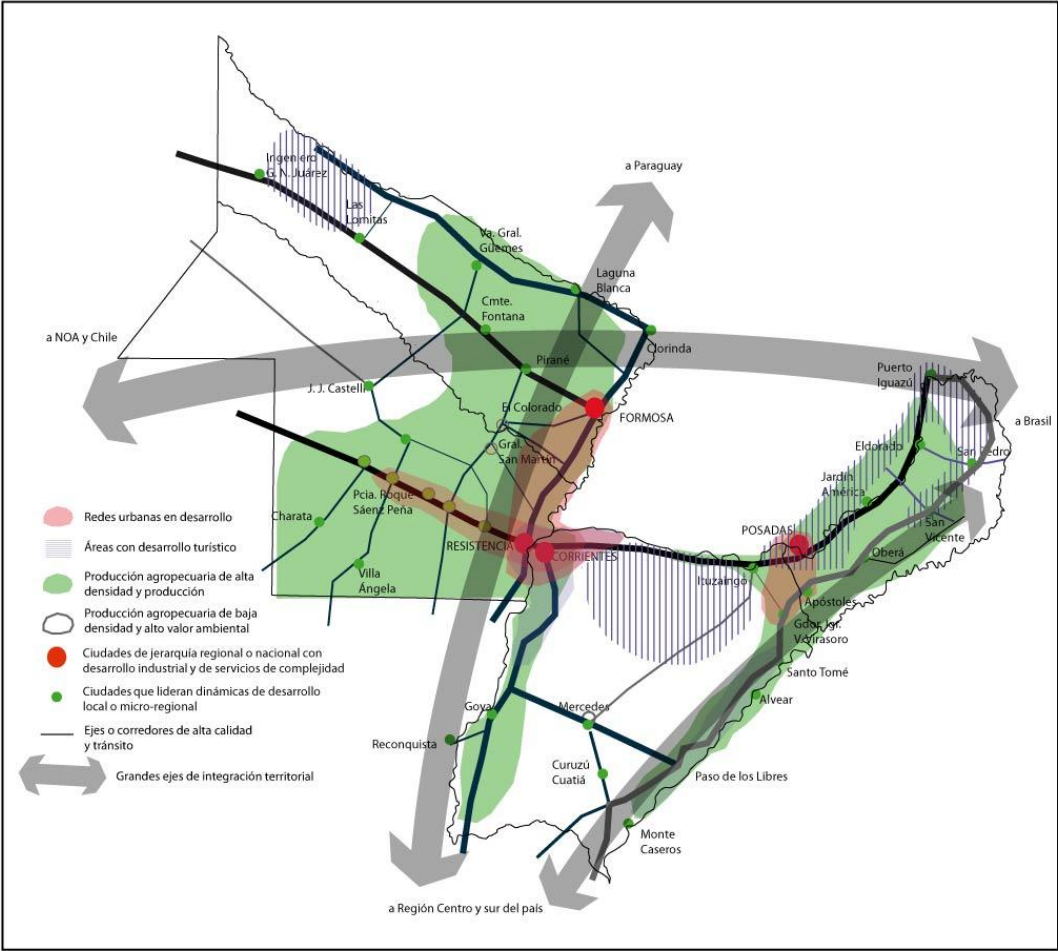 a Paraguay
Ingeniero
G. N. Juárez
Las
Lomitas
Va. Gral.
Güemes
Laguna
Blanca
Cmte.
Fontana
a NOA y Chile
Clorinda
Pirané
Puerto
Iguazú
J. J. Castelli
El Colorado
FORMOSA
a Brasil
Gral.
San Martín
Eldorado
San Pedro
Jardín
América
Pcia. Roque
Sáenz Peña
Charata
POSADAS
San
Vicente
RESISTENCIA
CORRIENTES
Oberá
Ituzaingó
Villa
Ángela
Apóstoles
Gdor. Igr.
V. Virasoro
Santo Tomé
Alvear
Goya
Mercedes
Reconquista
Curuzú
Cuatiá
Paso de los Libres
Monte
Caseros
a Región Centro y sur del país
Redes urbanas en desarrollo
Áreas con desarrollo turístico
Producción agropecuaria de alta
densidad y producción
Producción agropecuaria de baja
densidad y alto valor ambiental
Ciudades de jerarquía regional o nacional con
desarrollo industrial y de servicios de complejidad
Ciudades que lideran dinámicas de desarrollo
local o micro-regional
Ejes o corredores de alta calidad
y tránsito
Grandes ejes de integración territorial